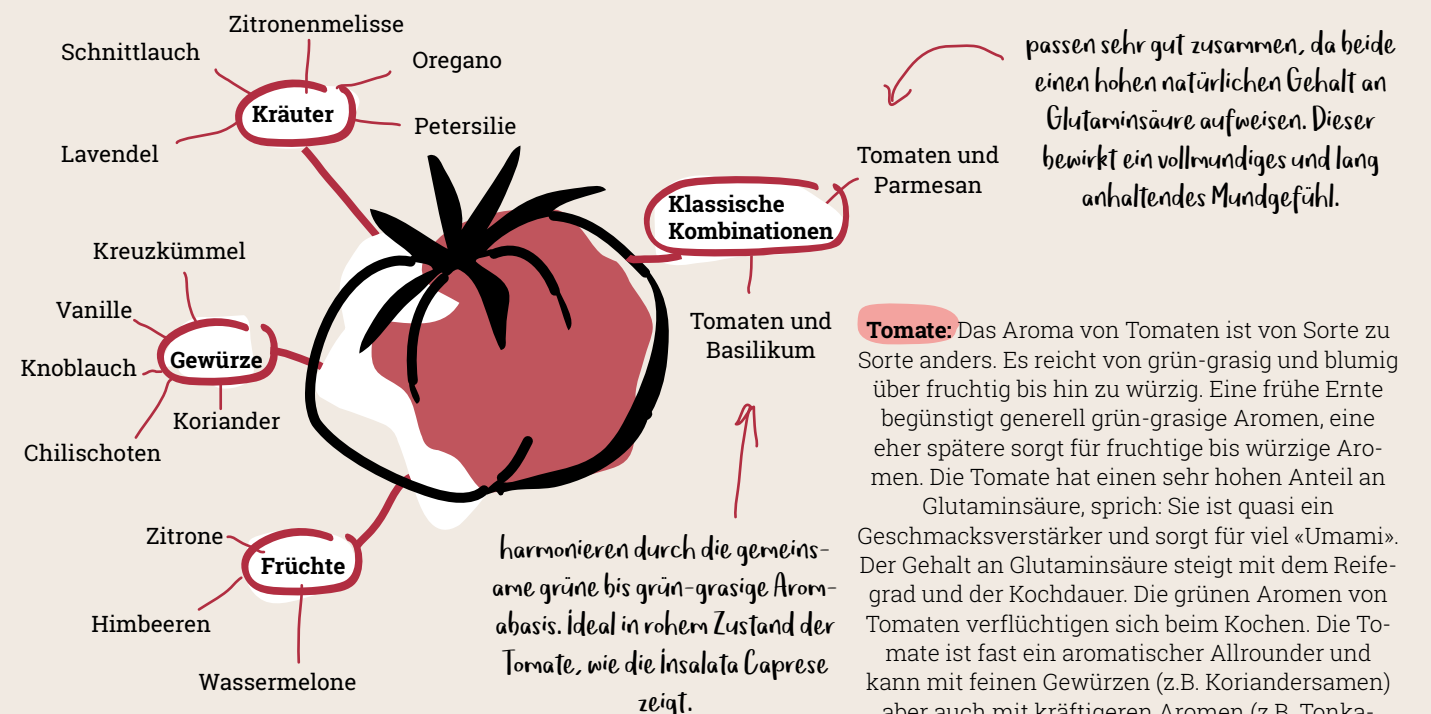 Zitronenmelisse
Schnittlauch
Oregano
Kräuter
Petersilie
Lavendel
Kreuzkümmel
Vanille
Knoblauch
Gewürze
Koriander
Chilischoten
Zitrone
Früchte
Himbeeren
Wassermelone
Klassische
Kombinationen
Tomaten und
Parmesan
passen sehr gut zusammen, da beide
einen hohen natürlichen Gehalt an
Glutaminsäure aufweisen. Dieser
bewirkt ein vollmundiges und lang
anhaltendes Mundgefühl.
Tomaten und
Basilikum
harmonieren durch die gemeins-
ame grüne bis grün-grasige Arom-
abasis. Ideal in rohem Zustand der
Tomate, wie die Insalata Caprese
zeigt.
Tomate: Das Aroma von Tomaten ist von Sorte zu
Sorte anders. Es reicht von grün-grasig und blumig
über fruchtig bis hin zu würzig. Eine frühe Ernte
begünstigt generell grün-grasige Aromen, eine
eher spätere sorgt für fruchtige bis würzige Aro-
men. Die Tomate hat einen sehr hohen Anteil an
Glutaminsäure, sprich: Sie ist quasi ein
Geschmacksverstärker und sorgt für viel «Umami».
Der Gehalt an Glutaminsäure steigt mit dem Reife-
grad und der Kochdauer. Die grünen Aromen von
Tomaten verflüchtigen sich beim Kochen. Die To-
mate ist fast ein aromatischer Allrounder und
kann mit feinen Gewürzen (z.B. Koriandersamen)
aber auch mit kräftigeren Aromen (z.B. Tonka-